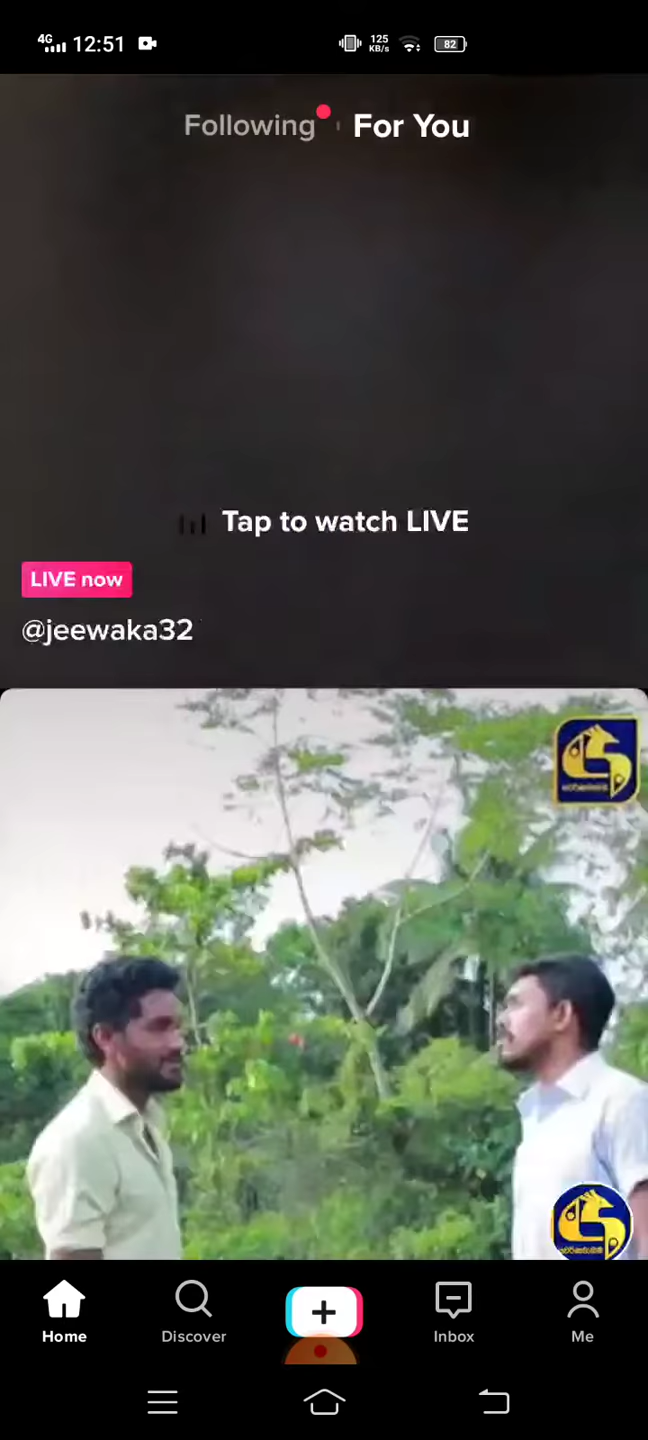 4G 12:51 125 KB/s 82
Following For You
Tap to watch LIVE
LIVE now
@jeewaka32
Home Discover Inbox Me